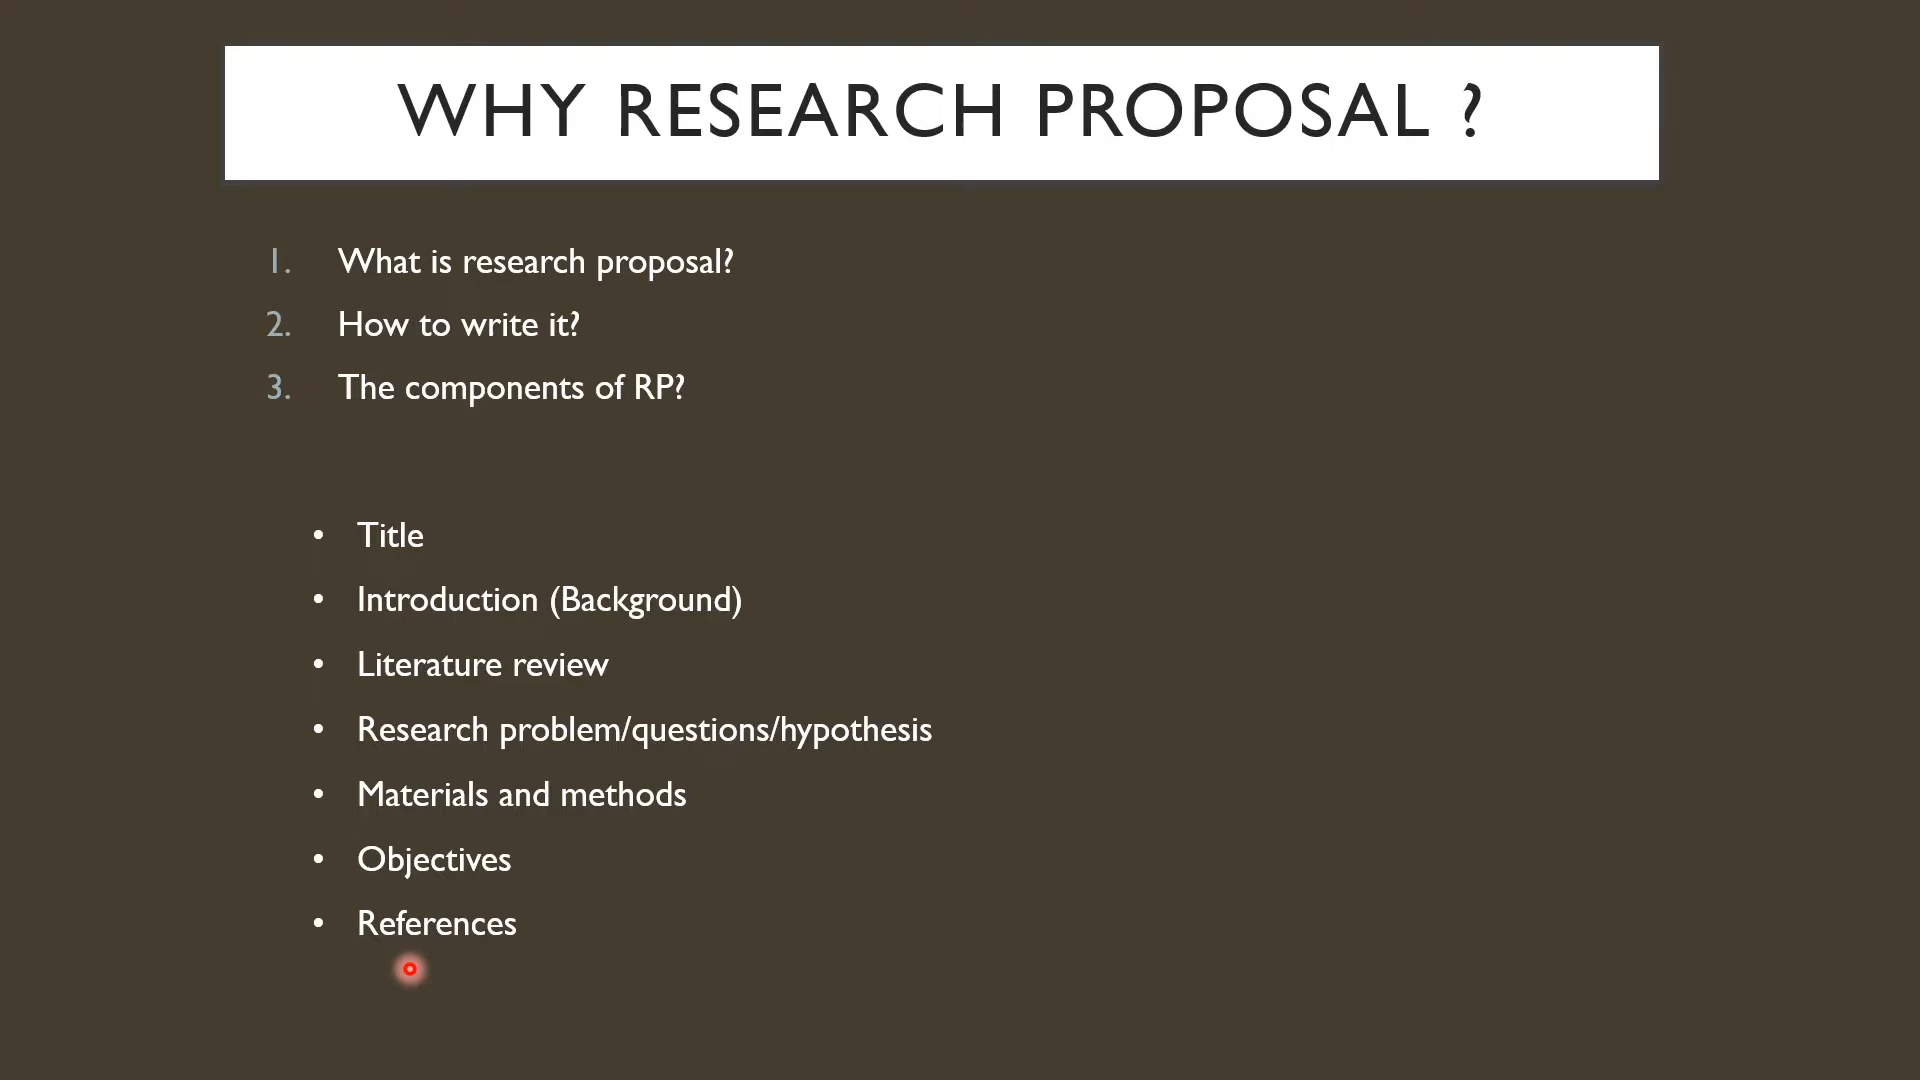 WHY RESEARCH PROPOSAL ?
1. What is research proposal?
2. How to write it?
3. The components of RP?
• Title
• Introduction (Background)
• Literature review
• Research problem/questions/hypothesis
• Materials and methods
• Objectives
• References